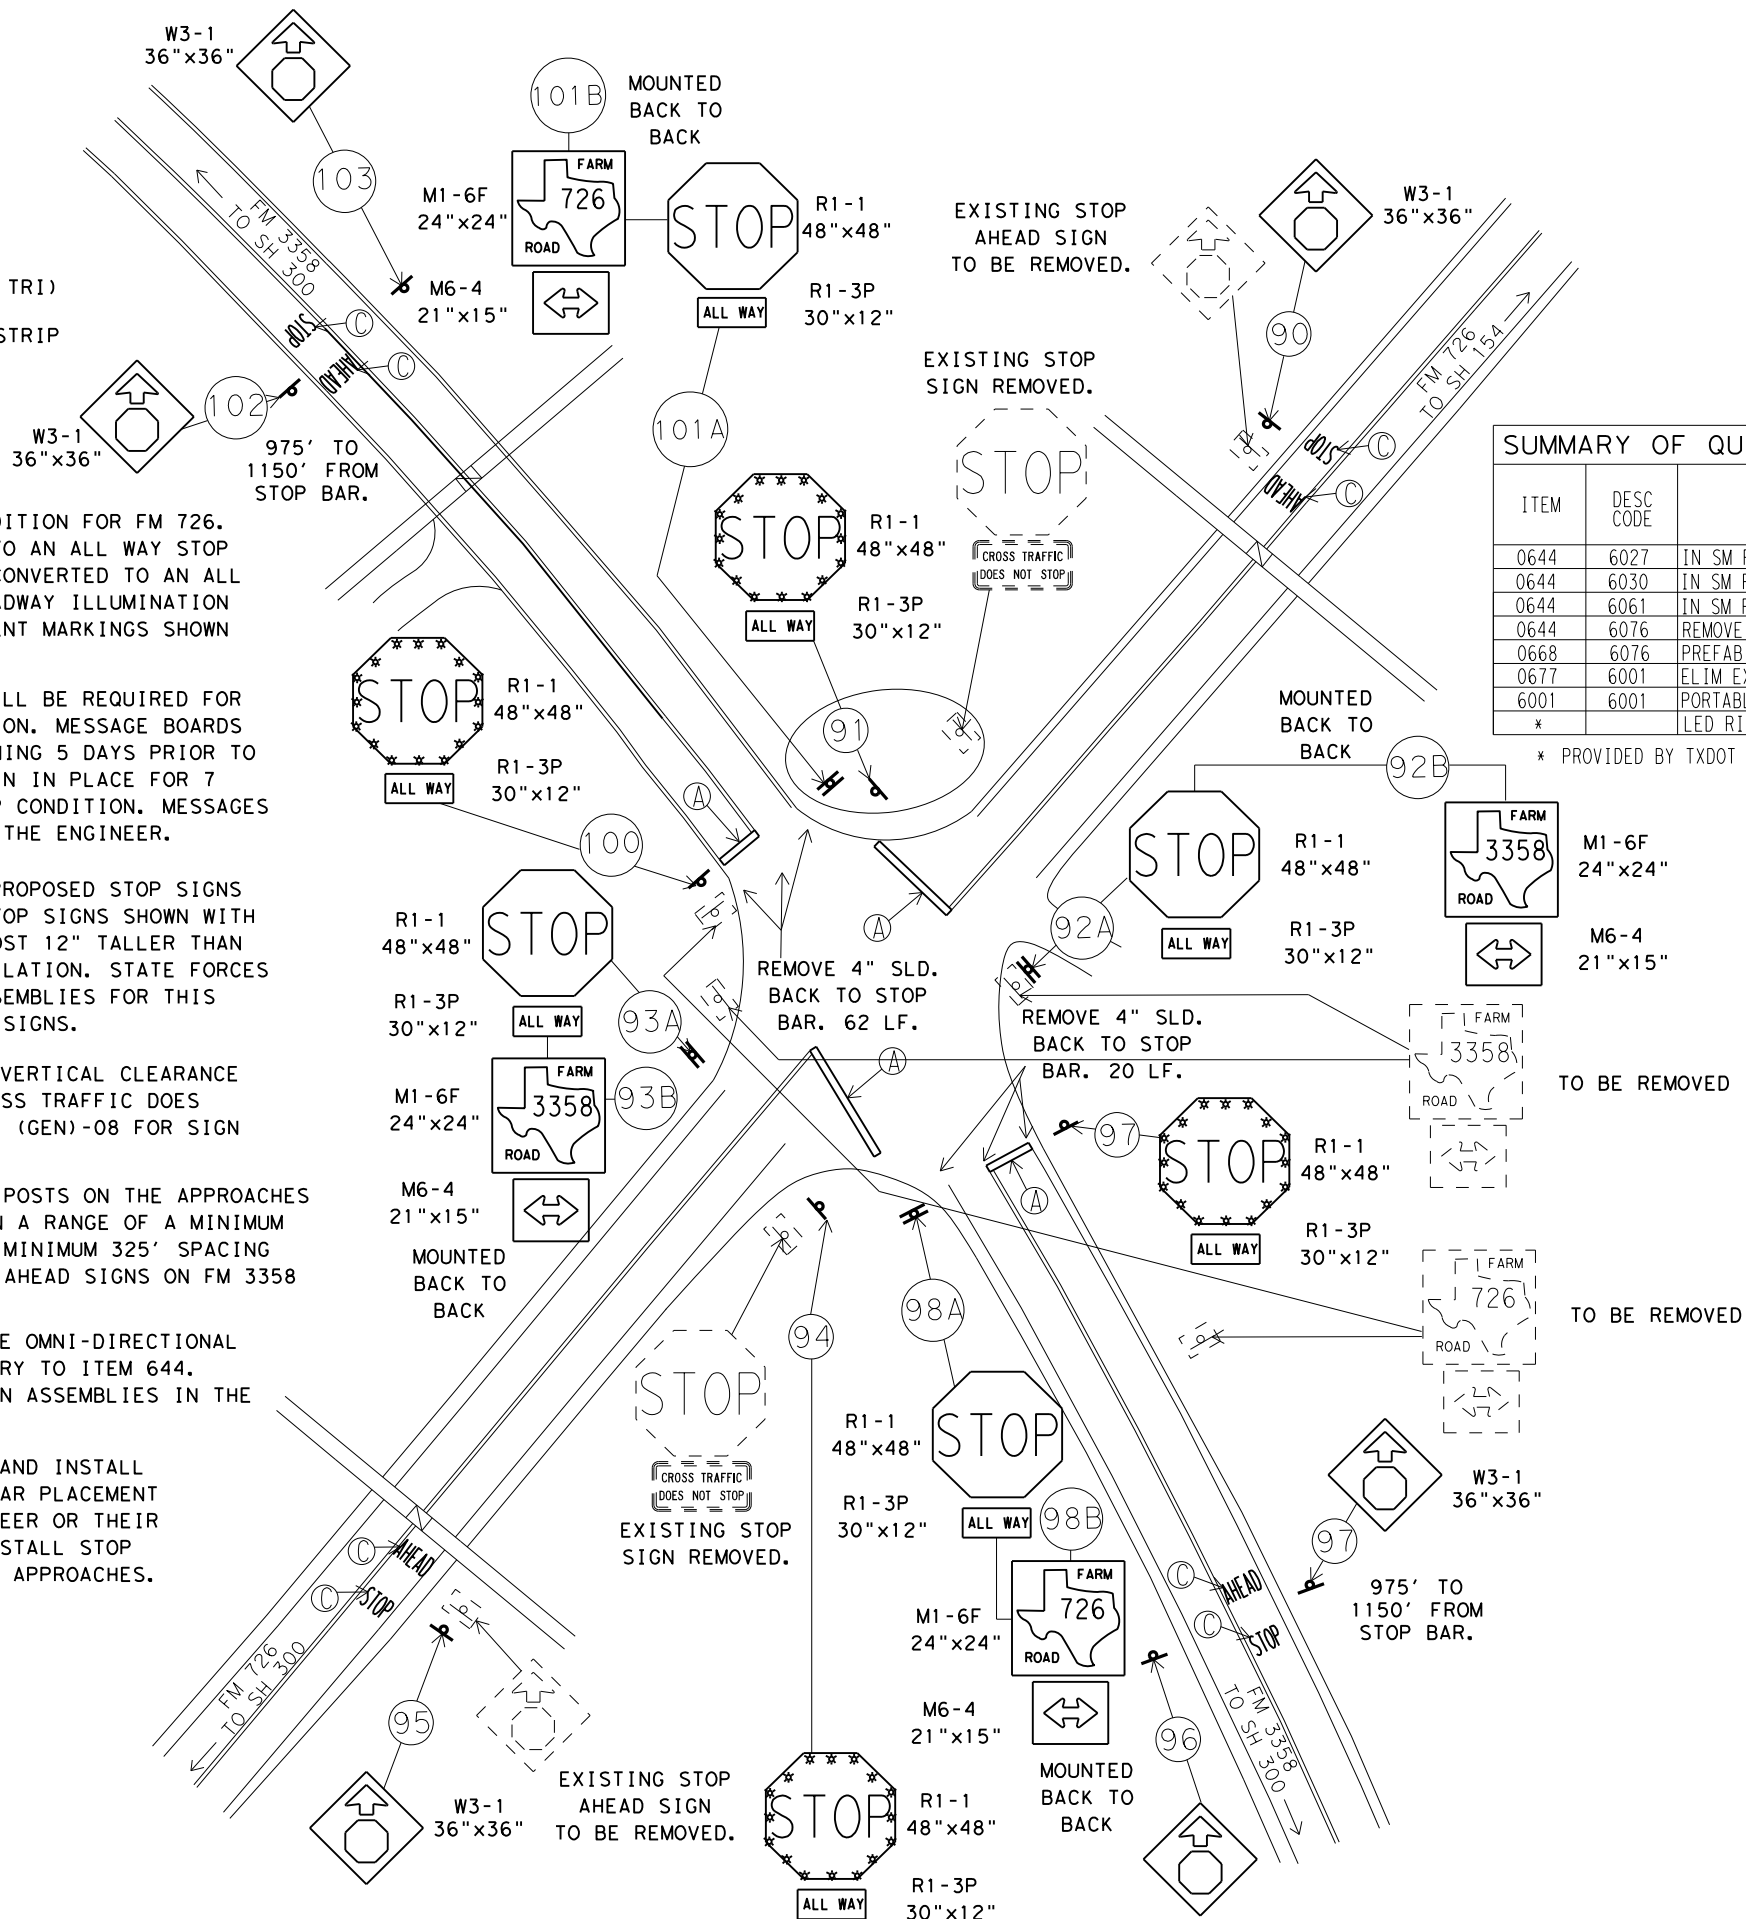 W3-1
36"x36"
101B
MOUNTED
BACK TO
BACK
103
M1-6F
24"x24"
FARM
726
ROAD
STOP
R1-1
48"x48"
M6-4
21"x15"
ALL WAY
R1-3P
30"x12"
FM 3358
TO SH 300
STOP
AHEAD
C
C
EXISTING STOP
AHEAD SIGN
TO BE REMOVED.
W3-1
36"x36"
90
FM 726
TO SH 154
STOP
AHEAD
C
C
TRI)
STRIP
102
W3-1
36"x36"
975' TO
1150' FROM
STOP BAR.
101A
EXISTING STOP
SIGN REMOVED.
STOP
CROSS TRAFFIC
DOES NOT STOP
STOP
R1-1
48"x48"
ALL WAY
R1-3P
30"x12"
91
SUMMARY OF QU
ITEM
DESC
CODE
0644 6027 IN SM
0644 6030 IN SM
0644 6061 IN SM
0644 6076 REMOVE
0668 6076 PREFAB
0677 6001 ELIM
6001 6001
* LED
* PROVIDED BY TXDOT
DITION FOR FM 726.
TO AN ALL WAY STOP
CONVERTED TO AN ALL
ADWAY ILLUMINATION
ENT MARKINGS SHOWN
LL BE REQUIRED FOR
ON. MESSAGE BOARDS
NING 5 DAYS PRIOR TO
N IN PLACE FOR 7
P CONDITION. MESSAGES
THE ENGINEER.
PROPOSED STOP SIGNS
TOP SIGNS SHOWN WITH
OST 12" TALLER THAN
LATION. STATE FORCES
SEMBLIES FOR THIS
SIGNS.
VERTICAL CLEARANCE
SS TRAFFIC DOES
(GEN)-08 FOR SIGN
POSTS ON THE APPROACHES
N A RANGE OF A MINIMUM
MINIMUM 325' SPACING
AHEAD SIGNS ON FM 3358
E OMNI-DIRECTIONAL
RY TO ITEM 644.
N ASSEMBLIES IN THE
AND INSTALL
AR PLACEMENT
EER OR THEIR
STALL STOP
APPROACHES.
STOP
R1-1
48"x48"
ALL WAY
R1-3P
30"x12"
100
A
A
MOUNTED
BACK TO
BACK
92B
STOP
R1-1
48"x48"
ALL WAY
R1-3P
30"x12"
92A
FARM
3358
ROAD
M1-6F
24"x24"
M6-4
21"x15"
R1-1
48"x48"
STOP
R1-3P
30"x12"
ALL WAY
93A
M1-6F
24"x24"
FARM
3358
ROAD
93B
M6-4
21"x15"
MOUNTED
BACK TO
BACK
REMOVE 4" SLD.
BACK TO STOP
BAR. 62 LF.
REMOVE 4" SLD.
BACK TO STOP
BAR. 20 LF.
A
A
FARM
3358
ROAD
TO BE REMOVED
97
STOP
R1-1
48"x48"
ALL WAY
R1-3P
30"x12"
FARM
726
ROAD
TO BE REMOVED
94
98A
STOP
CROSS TRAFFIC
DOES NOT STOP
EXISTING STOP
SIGN REMOVED.
R1-1
48"x48"
STOP
R1-3P
30"x12"
ALL WAY
98B
M1-6F
24"x24"
FARM
726
ROAD
M6-4
21"x15"
MOUNTED
BACK TO
BACK
W3-1
36"x36"
97
975' TO
1150' FROM
STOP BAR.
C
AHEAD
C
STOP
FM 3358
TO SH 300
96
C
AHEAD
C
STOP
FM 726
TO SH 300
95
W3-1
36"x36"
EXISTING STOP
AHEAD SIGN
TO BE REMOVED.
STOP
R1-1
48"x48"
ALL WAY
R1-3P
30"x12"